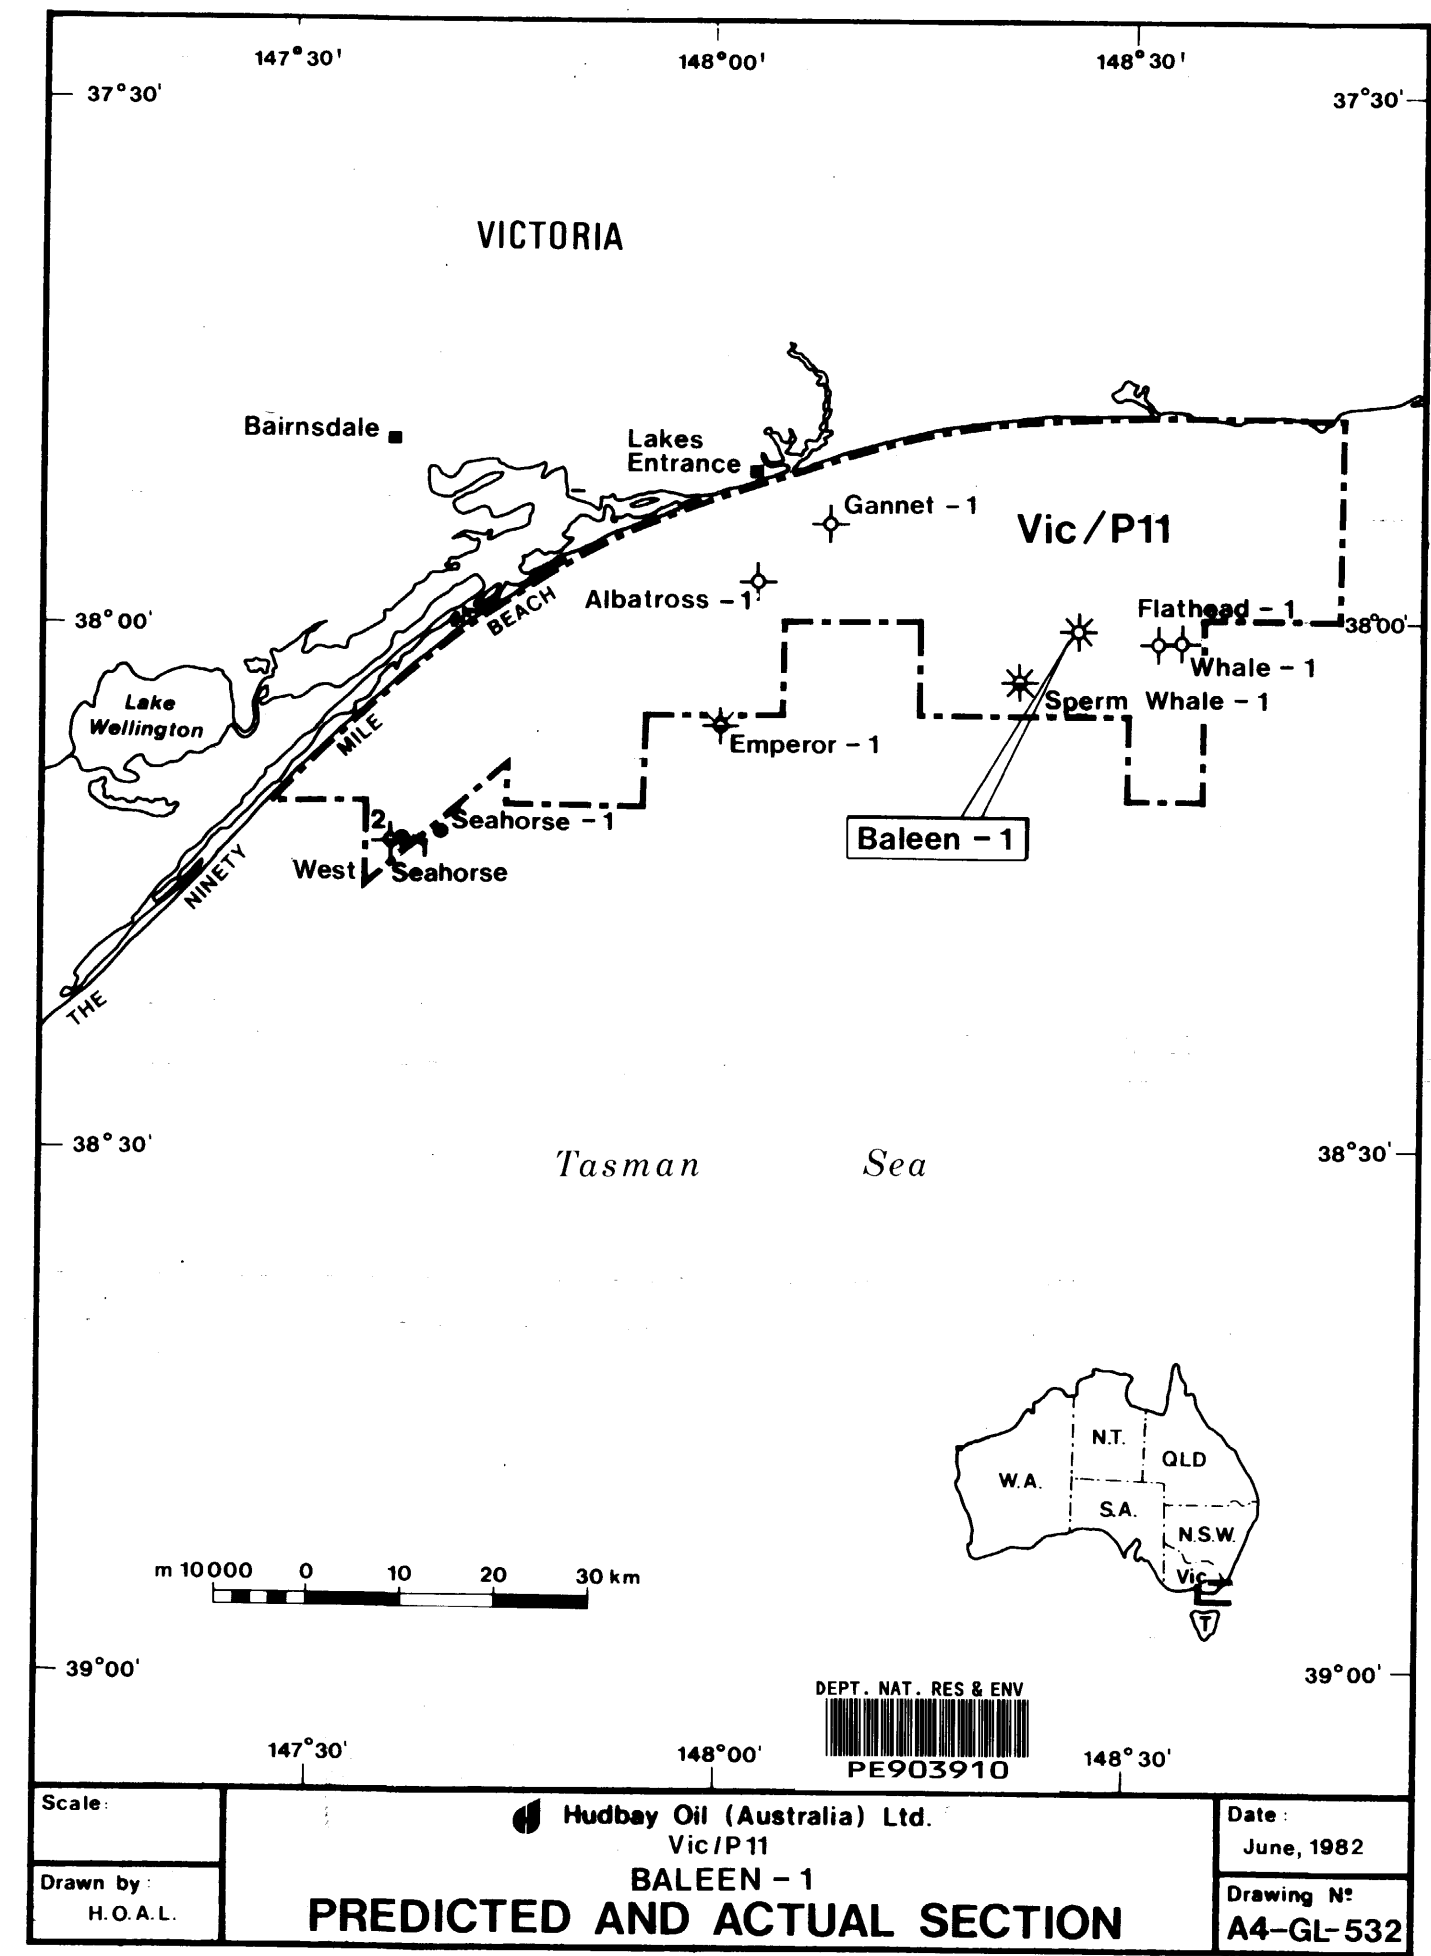 147°30' 148°00' 148°30'
37°30' 37°30'
VICTORIA
Bairnsdale
Lakes
Entrance
Gannet - 1
Vic/P11
Albatross - 1
BEACH
Flathead - 1
38°00' 38°00'
Whale - 1
Lake
Wellington
Sperm Whale - 1
MILE
Emperor - 1
2 Seahorse - 1
1
Baleen - 1
West Seahorse
NINETY
THE
38°30' 38°30'
Tasman Sea
N.T.
QLD
W.A.
S.A.
N.S.W.
Vic.
T
m 10000 0 10 20 30 km
39°00' 39°00'
DEPT. NAT. RES & ENV
PE903910
147°30' 148°00' 148°30'
Scale:
Hudbay Oil (Australia) Ltd.
Date:
Vic/P11
June, 1982
Drawn by:
BALEEN - 1
H.O.A.L.
PREDICTED AND ACTUAL SECTION
Drawing Nº
A4-GL-532